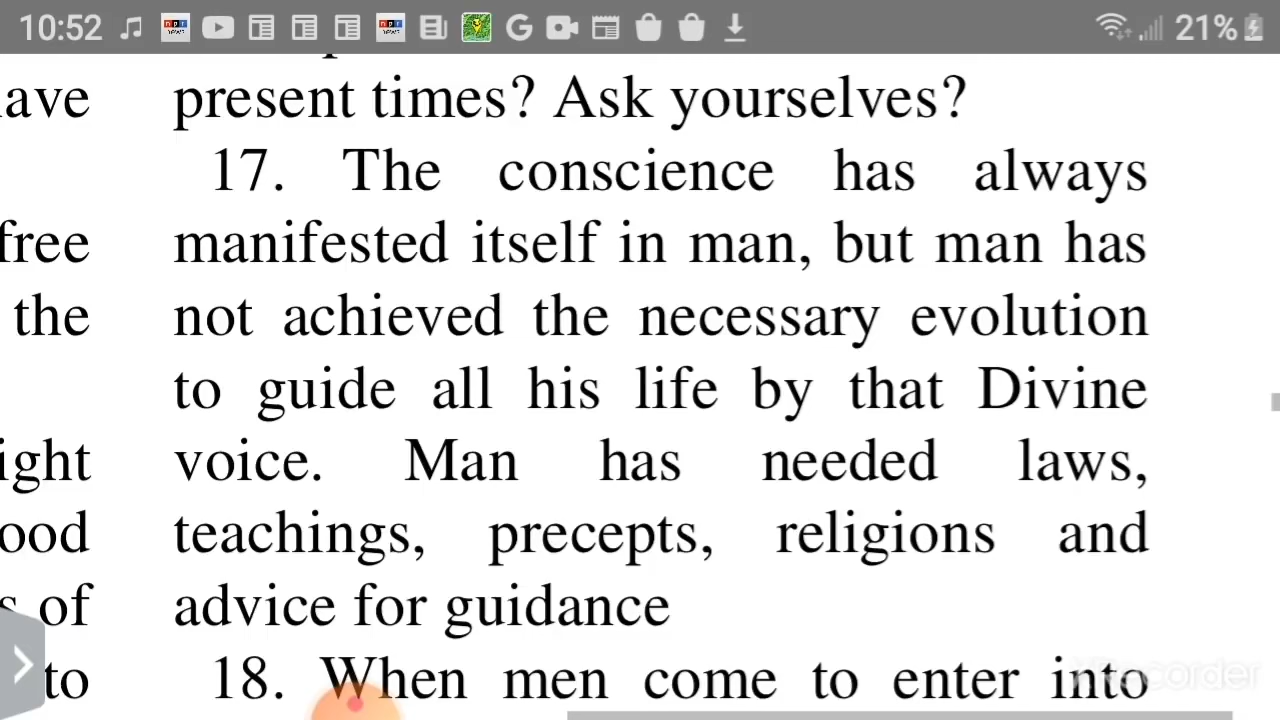 10:52 21%
ave
free
the
ight
ood
s of
to
present times? Ask yourselves?
17. The conscience has always
manifested itself in man, but man has
not achieved the necessary evolution
to guide all his life by that Divine
voice. Man has needed laws,
teachings, precepts, religions and
advice for guidance
18. When men come to enter into
XRecorder